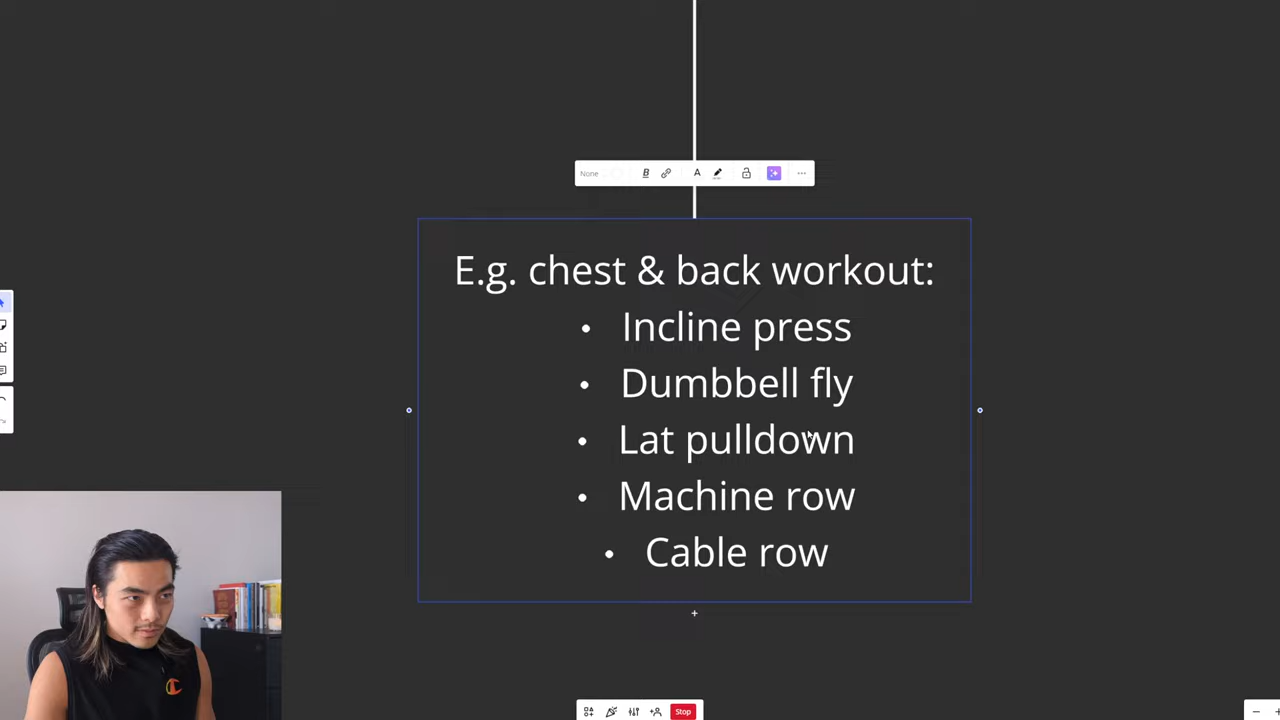 None
B
A
E.g. chest & back workout:
• Incline press
• Dumbbell fly
• Lat pulldown
• Machine row
• Cable row
Stop